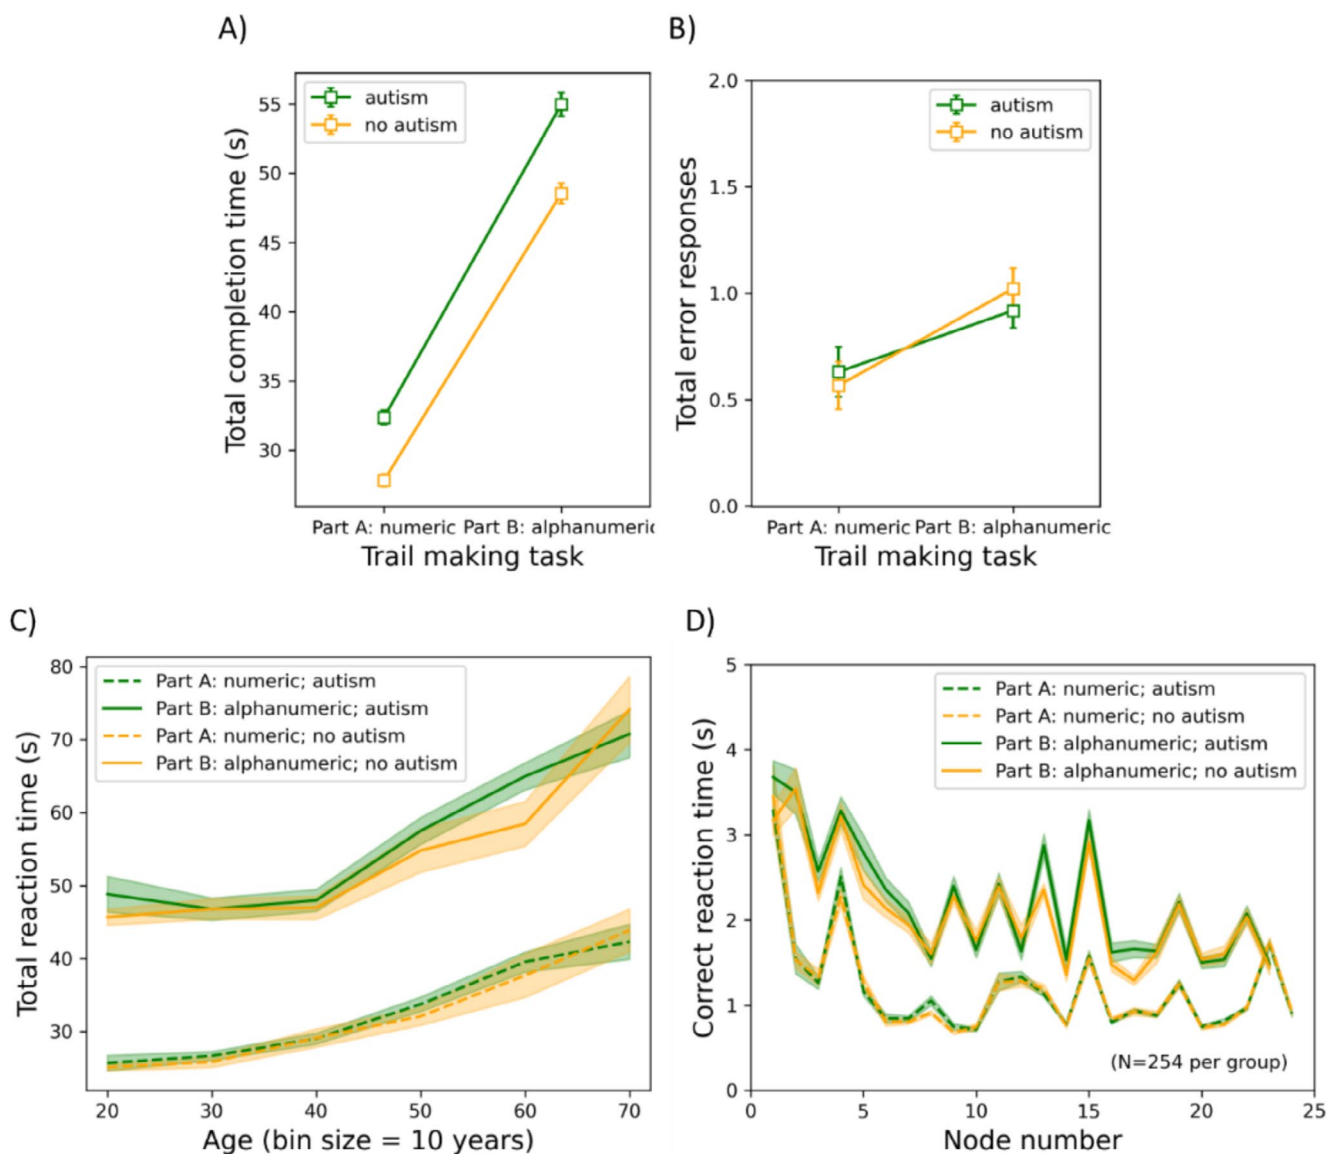 A)
autism
no autism
55
50
45
40
35
30
Total completion time (s)
Part A: numeric
Part B: alphanumeric
Trail making task
B)
autism
no autism
2.0
1.5
1.0
0.5
0.0
Total error responses
Part A: numeric
Part B: alphanumeric
Trail making task
C)
Part A: numeric; autism
Part B: alphanumeric; autism
Part A: numeric; no autism
Part B: alphanumeric; no autism
80
70
60
50
40
30
Total reaction time (s)
20 30 40 50 60 70
Age (bin size = 10 years)
D)
Part A: numeric; autism
Part A: numeric; no autism
Part B: alphanumeric; autism
Part B: alphanumeric; no autism
5
4
3
2
1
0
Correct reaction time (s)
(N=254 per group)
0 5 10 15 20 25
Node number